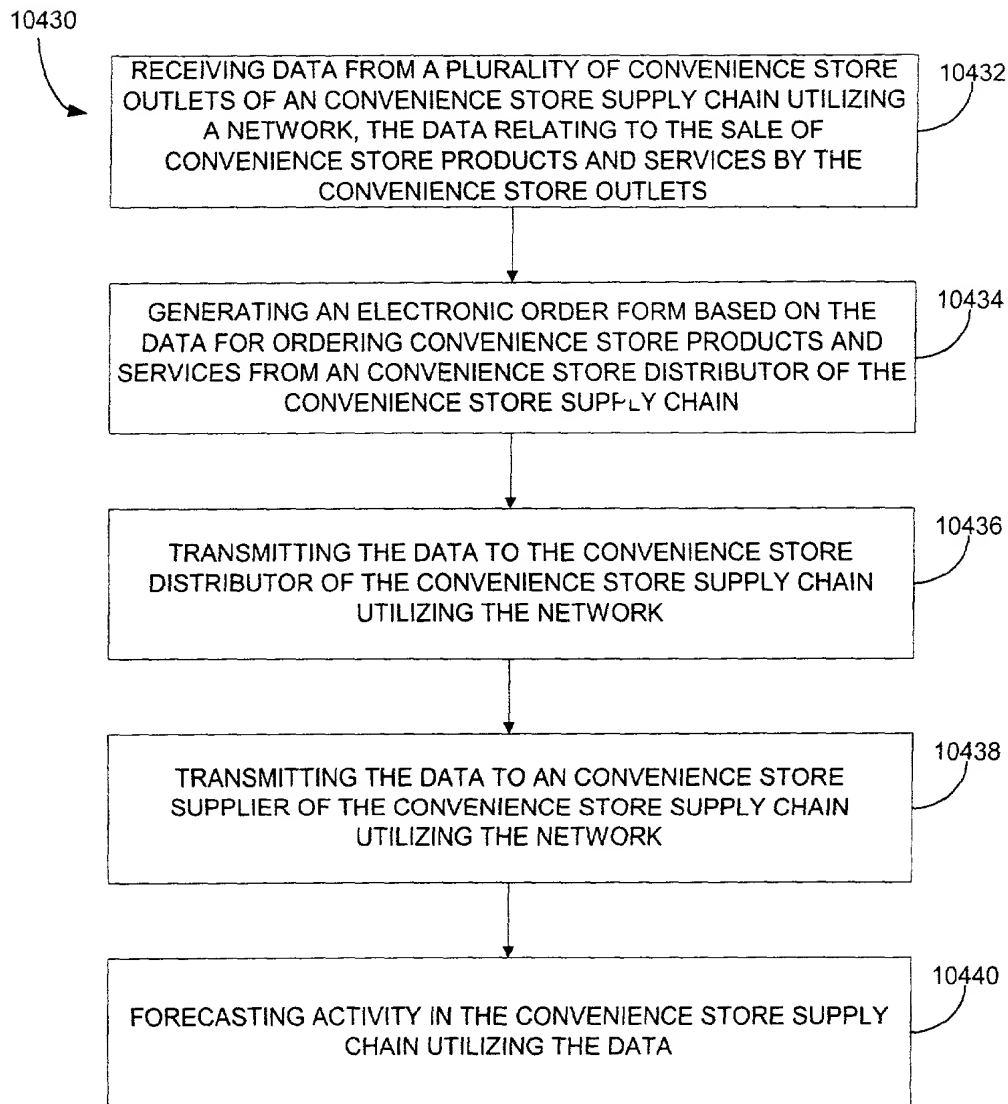 10430
RECEIVING DATA FROM A PLURALITY OF CONVENIENCE STORE
OUTLETS OF AN CONVENIENCE STORE SUPPLY CHAIN UTILIZING
A NETWORK, THE DATA RELATING TO THE SALE OF
CONVENIENCE STORE PRODUCTS AND SERVICES BY THE
CONVENIENCE STORE OUTLETS
10432
GENERATING AN ELECTRONIC ORDER FORM BASED ON THE
DATA FOR ORDERING CONVENIENCE STORE PRODUCTS AND
SERVICES FROM AN CONVENIENCE STORE DISTRIBUTOR OF THE
CONVENIENCE STORE SUPPLY CHAIN
10434
TRANSMITTING THE DATA TO THE CONVENIENCE STORE
DISTRIBUTOR OF THE CONVENIENCE STORE SUPPLY CHAIN
UTILIZING THE NETWORK
10436
TRANSMITTING THE DATA TO AN CONVENIENCE STORE
SUPPLIER OF THE CONVENIENCE STORE SUPPLY CHAIN
UTILIZING THE NETWORK
10438
FORECASTING ACTIVITY IN THE CONVENIENCE STORE SUPPLY
CHAIN UTILIZING THE DATA
10440